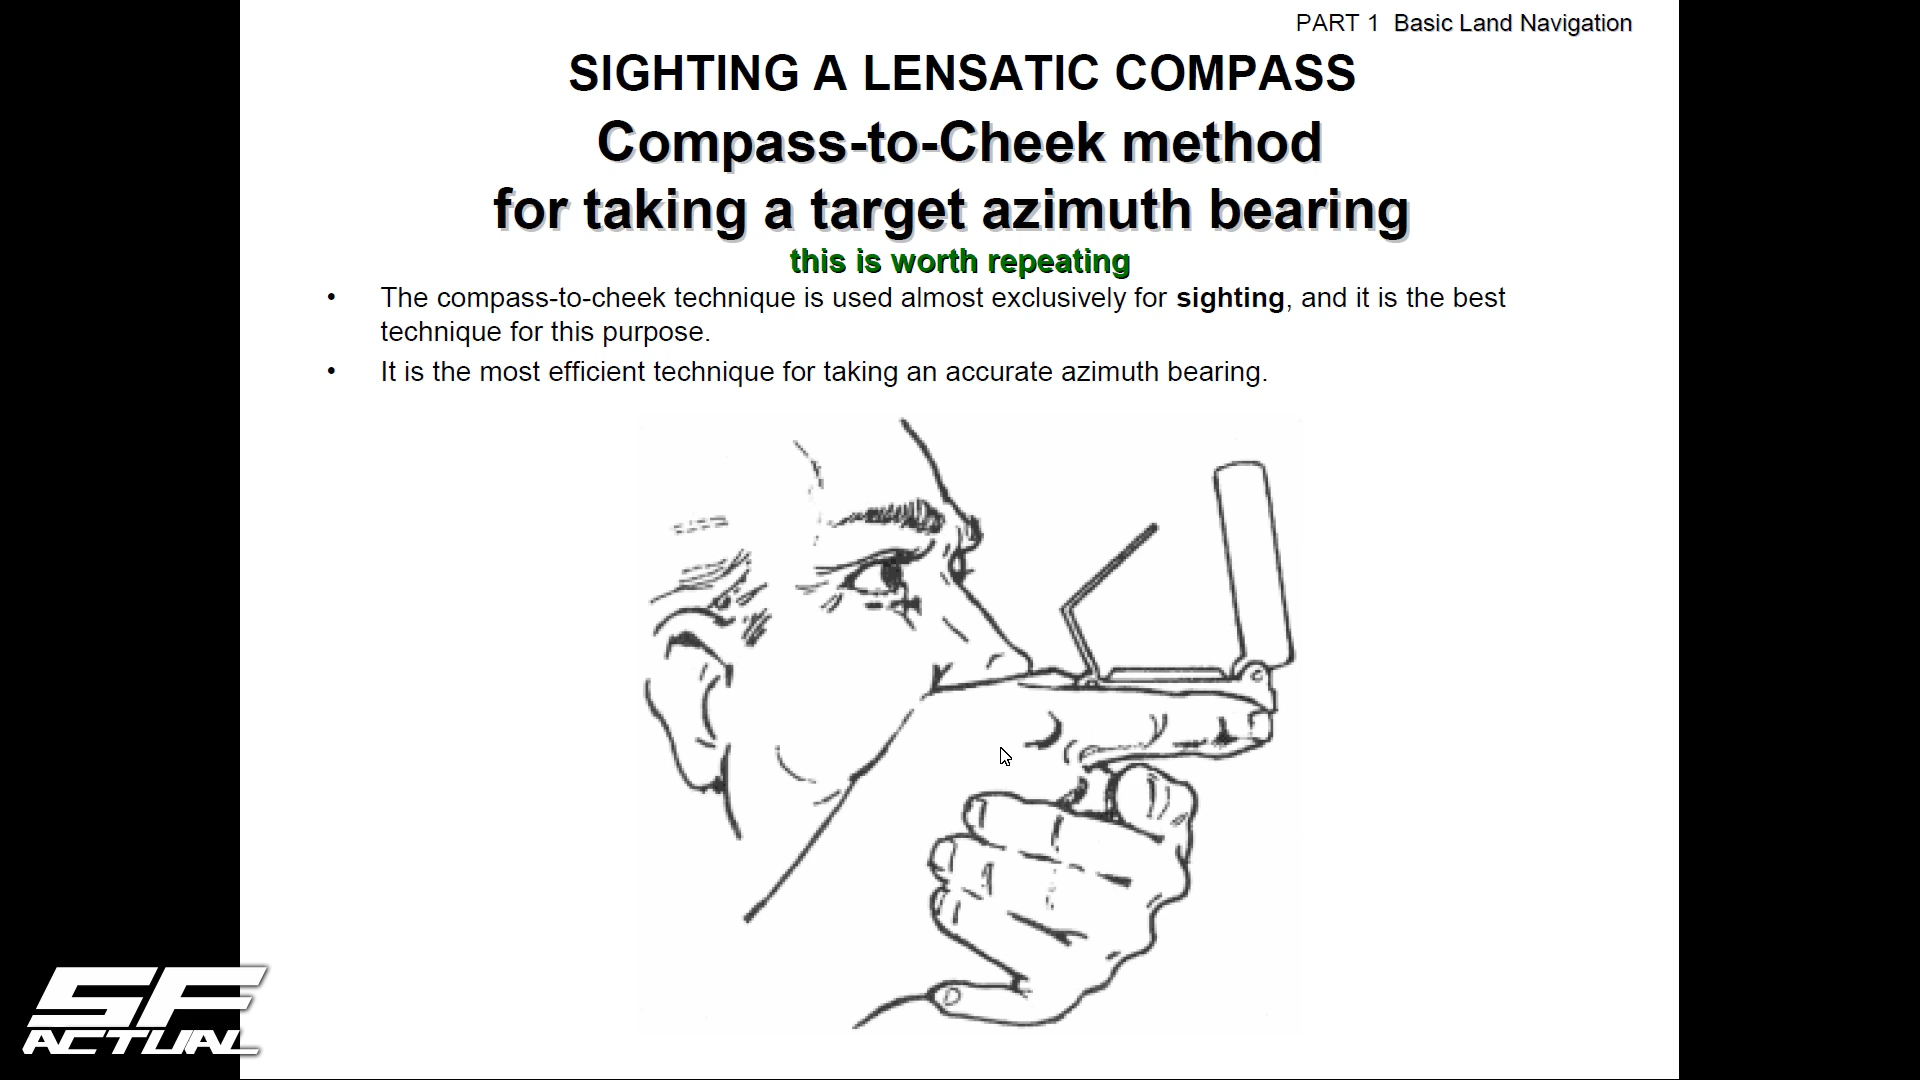 PART 1 Basic Land Navigation
SIGHTING A LENSATIC COMPASS
Compass-to-Cheek method
for taking a target azimuth bearing
this is worth repeating
• The compass-to-cheek technique is used almost exclusively for sighting, and it is the best
technique for this purpose.
• It is the most efficient technique for taking an accurate azimuth bearing.
SF
ACTUAL